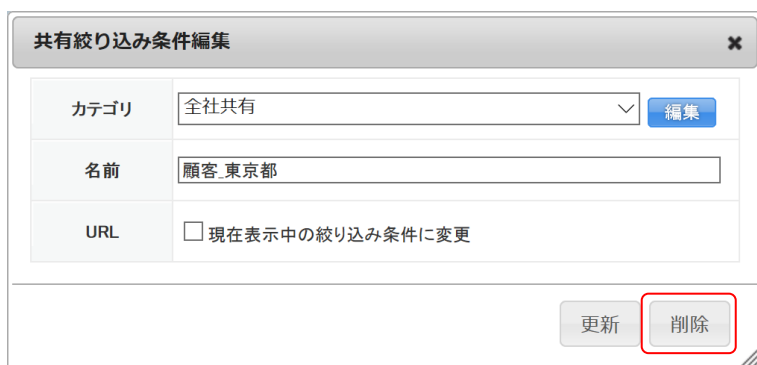 共有絞り込み条件編集
カテゴリ 全社共有 編集
名前 顧客_東京都
URL 現在表示中の絞り込み条件に変更
更新 削除